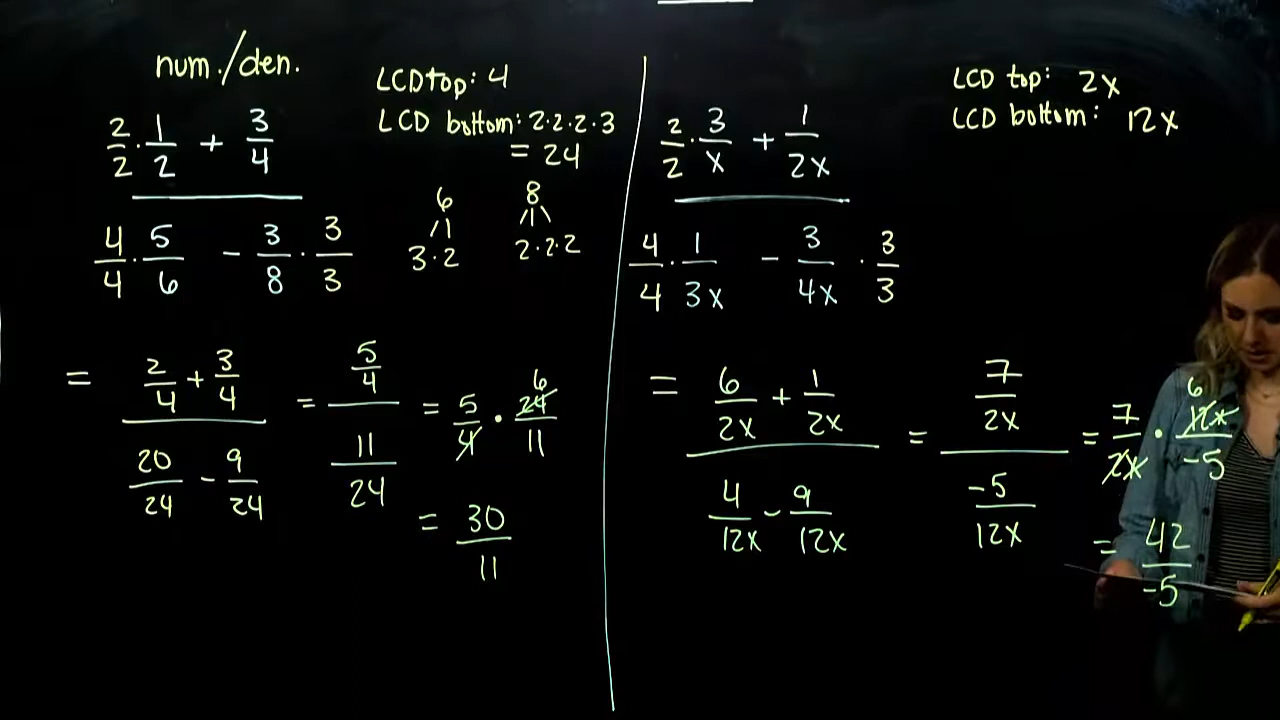 num./den.
LCD top: 4
LCD bottom: 2·2·2·3
= 24
2/2 · 1/2 + 3/4
4/4 · 5/6 - 3/8 · 3/3
6 8
3·2 2·2·2
= (2/4 + 3/4)/(20/24 - 9/24) = (5/4)/(11/24) = 5/4 · 24/11 6
= 30/11
LCD top: 2x
LCD bottom: 12x
2/2 · 3/x + 1/2x
4/4 · 1/3x - 3/4x · 3/3
= (6/2x + 1/2x)/(4/12x - 9/12x) = (7/2x)/(-5/12x) = 7/2x · 12x/-5 6
= 42/-5